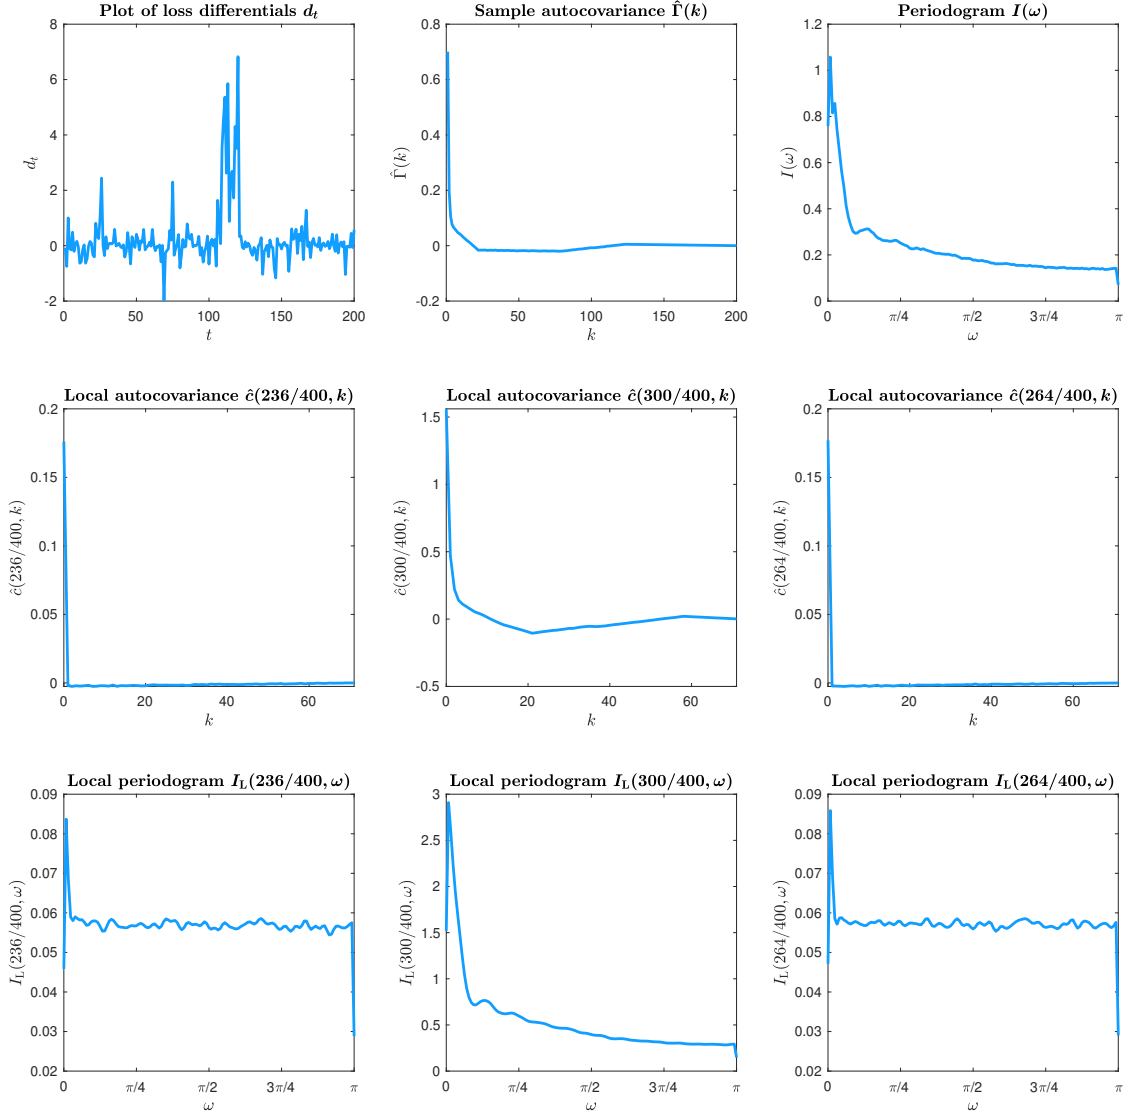 Plot of loss differentials d_t
8
6
4
2
0
-2
0 50 100 150 200
d_t
t
Sample autocovariance Γ̂(k)
0.8
0.6
0.4
0.2
0
-0.2
0 50 100 150 200
Γ̂(k)
k
Periodogram I(ω)
1.2
1
0.8
0.6
0.4
0.2
0
0 π/4 π/2 3π/4 π
I(ω)
ω
Local autocovariance ĉ(236/400, k)
0.2
0.15
0.1
0.05
0
0 20 40 60
ĉ(236/400, k)
k
Local autocovariance ĉ(300/400, k)
1.5
1
0.5
0
-0.5
0 20 40 60
ĉ(300/400, k)
k
Local autocovariance ĉ(264/400, k)
0.2
0.15
0.1
0.05
0
0 20 40 60
ĉ(264/400, k)
k
Local periodogram I_L(236/400, ω)
0.09
0.08
0.07
0.06
0.05
0.04
0.03
0.02
0 π/4 π/2 3π/4 π
I_L(236/400, ω)
ω
Local periodogram I_L(300/400, ω)
3
2.5
2
1.5
1
0.5
0
0 π/4 π/2 3π/4 π
I_L(300/400, ω)
ω
Local periodogram I_L(264/400, ω)
0.09
0.08
0.07
0.06
0.05
0.04
0.03
0.02
0 π/4 π/2 3π/4 π
I_L(264/400, ω)
ω